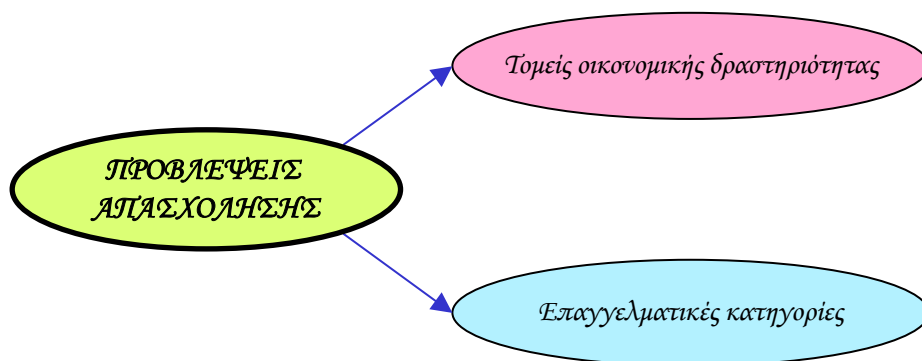 Τομείς οικονομικής δραστηριότητας
ΠΡΟΒΛΕΨΕΙΣ
ΑΠΑΣΧΟΛΗΣΗΣ
Επαγγελματικές κατηγορίες